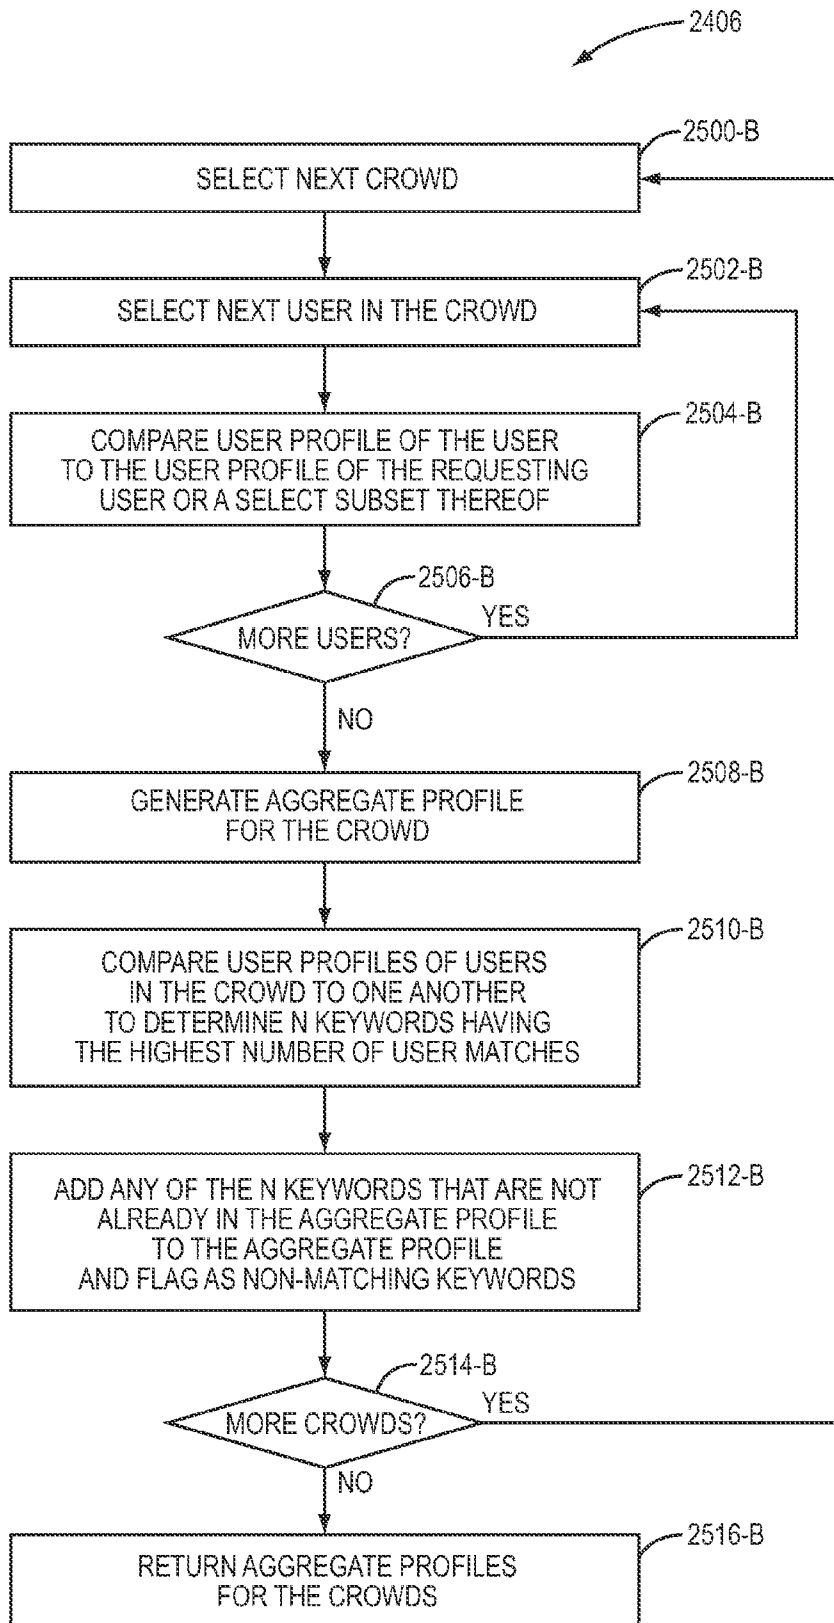 2406
2500-B
SELECT NEXT CROWD
2502-B
SELECT NEXT USER IN THE CROWD
2504-B
COMPARE USER PROFILE OF THE USER
TO THE USER PROFILE OF THE REQUESTING
USER OR A SELECT SUBSET THEREOF
2506-B
MORE USERS?
YES
NO
2508-B
GENERATE AGGREGATE PROFILE
FOR THE CROWD
2510-B
COMPARE USER PROFILES OF USERS
IN THE CROWD TO ONE ANOTHER
TO DETERMINE N KEYWORDS HAVING
THE HIGHEST NUMBER OF USER MATCHES
2512-B
ADD ANY OF THE N KEYWORDS THAT ARE NOT
ALREADY IN THE AGGREGATE PROFILE
TO THE AGGREGATE PROFILE
AND FLAG AS NON-MATCHING KEYWORDS
2514-B
MORE CROWDS?
YES
NO
2516-B
RETURN AGGREGATE PROFILES
FOR THE CROWDS